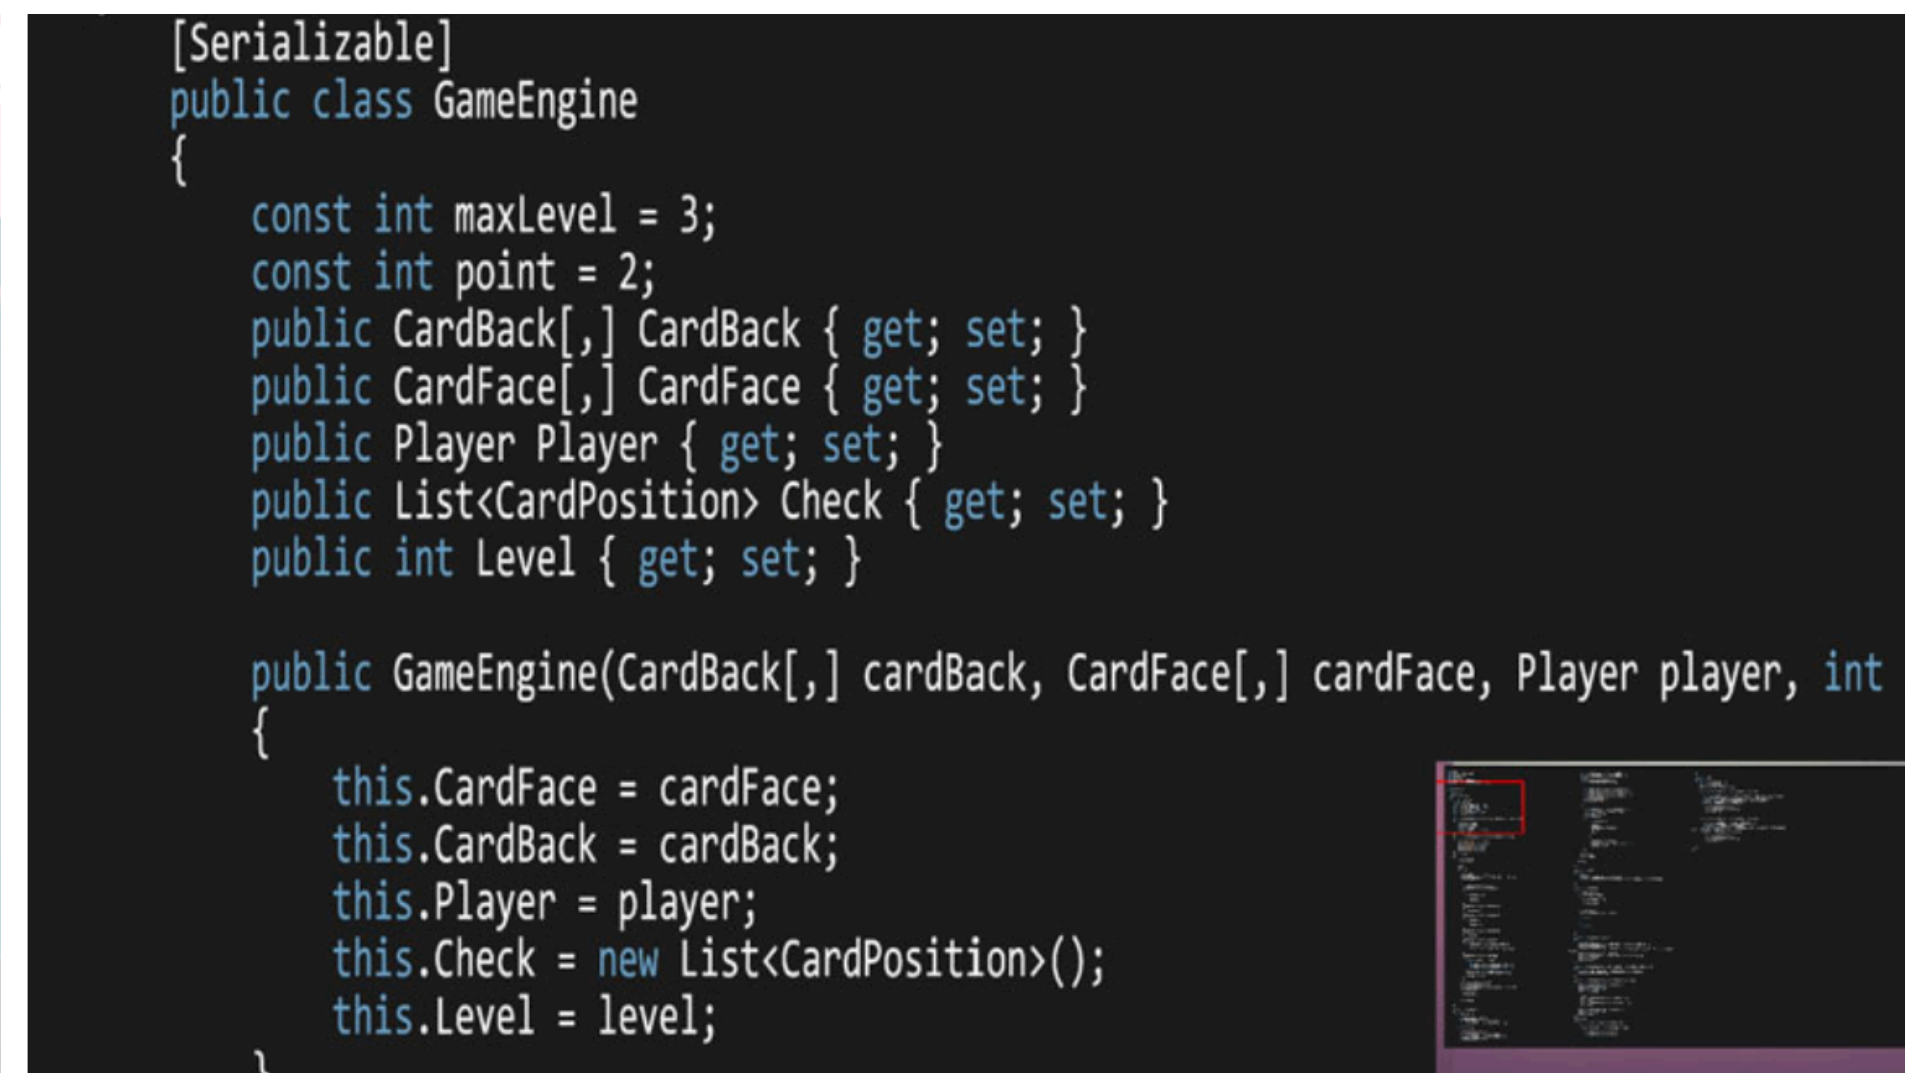 [Serializable]
public class GameEngine
{
const int maxLevel = 3;
const int point = 2;
public CardBack[,] CardBack { get; set; }
public CardFace[,] CardFace { get; set; }
public Player Player { get; set; }
public List<CardPosition> Check { get; set; }
public int Level { get; set; }
public GameEngine(CardBack[,] cardBack, CardFace[,] cardFace, Player player, int
{
this.CardFace = cardFace;
this.CardBack = cardBack;
this.Player = player;
this.Check = new List<CardPosition>();
this.Level = level;
}